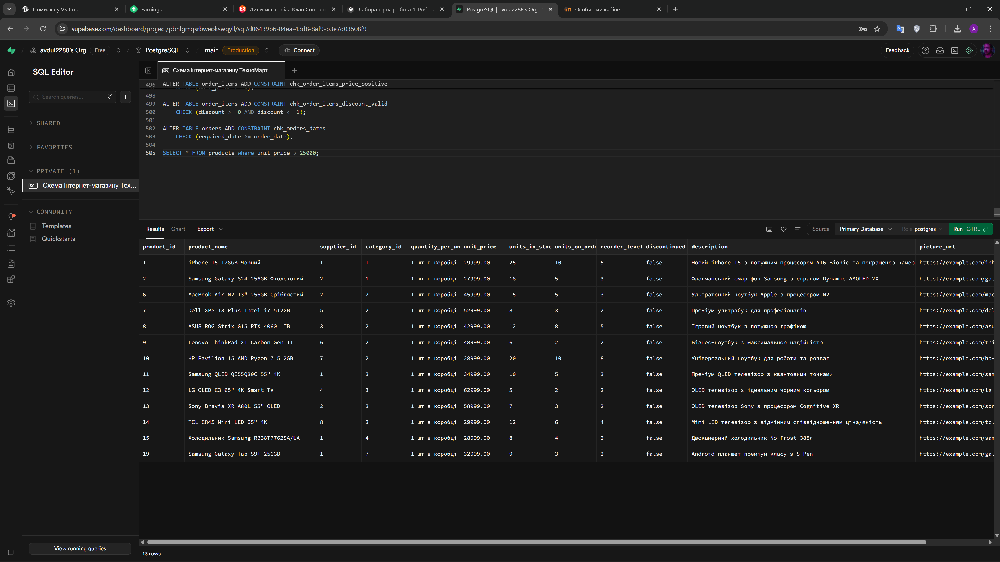 Помилка у VS Code
Earnings
Дивитись серіал Клан Сопран
Лабораторна робота 1. Робот
PostgreSQL | avdul2288's Org |
Особистий кабінет
supabase.com/dashboard/project/pbhlgmqsrbweokswqyll/sql/d06439b6-84ea-43d8-8af9-b3e7d03508f9
avdul2288's Org Free / PostgreSQL / main Production Connect
Feedback
SQL Editor
Search queries...
SHARED
FAVORITES
PRIVATE (1)
SQL Схема інтернет-магазину Тех...
COMMUNITY
Templates
Quickstarts
View running queries
SQL Схема інтернет-магазину ТехноМарт
496 ALTER TABLE order_items ADD CONSTRAINT chk_order_items_price_positive
498
499 ALTER TABLE order_items ADD CONSTRAINT chk_order_items_discount_valid
500 CHECK (discount >= 0 AND discount <= 1);
501
502 ALTER TABLE orders ADD CONSTRAINT chk_orders_dates
503 CHECK (required_date >= order_date);
504
505 SELECT * FROM products where unit_price > 25000;
Results Chart Export
Source Primary Database Role postgres Run CTRL
product_id product_name supplier_id category_id quantity_per_un unit_price units_in_stoc units_on_orde reorder_level discontinued description picture_url
1 iPhone 15 128GB Чорний 1 1 1 шт в коробці 29999.00 25 10 5 false Новий iPhone 15 з потужним процесором A16 Bionic та покращеною камер https://example.com/iph
2 Samsung Galaxy S24 256GB Фіолетовий 2 1 1 шт в коробці 27999.00 18 5 3 false Флагманський смартфон Samsung з екраном Dynamic AMOLED 2X https://example.com/gal
6 MacBook Air M2 13" 256GB Сріблястий 2 2 1 шт в коробці 45999.00 15 5 3 false Ультратонкий ноутбук Apple з процесором M2 https://example.com/mac
7 Dell XPS 13 Plus Intel i7 512GB 5 2 1 шт в коробці 52999.00 8 3 2 false Преміум ультрабук для професіоналів https://example.com/del
8 ASUS ROG Strix G15 RTX 4060 1TB 3 2 1 шт в коробці 42999.00 12 8 5 false Ігровий ноутбук з потужною графікою https://example.com/asu
9 Lenovo ThinkPad X1 Carbon Gen 11 6 2 1 шт в коробці 48999.00 6 2 2 false Бізнес-ноутбук з максимальною надійністю https://example.com/thi
10 HP Pavilion 15 AMD Ryzen 7 512GB 7 2 1 шт в коробці 28999.00 20 10 8 false Універсальний ноутбук для роботи та розваг https://example.com/hp-
11 Samsung QLED QE55Q80C 55" 4K 1 3 1 шт в коробці 34999.00 10 5 3 false Преміум QLED телевізор з квантовими точками https://example.com/sam
12 LG OLED C3 65" 4K Smart TV 4 3 1 шт в коробці 62999.00 5 2 2 false OLED телевізор з ідеальним чорним кольором https://example.com/lg-
13 Sony Bravia XR A80L 55" OLED 2 3 1 шт в коробці 58999.00 7 3 2 false OLED телевізор Sony з процесором Cognitive XR https://example.com/son
14 TCL C845 Mini LED 65" 4K 8 3 1 шт в коробці 29999.00 12 6 4 false Mini LED телевізор з відмінним співвідношенням ціна/якість https://example.com/tcl
15 Холодильник Samsung RB38T7762SA/UA 1 4 1 шт в коробці 28999.00 8 4 2 false Двокамерний холодильник No Frost 385л https://example.com/sam
19 Samsung Galaxy Tab S9+ 256GB 1 7 1 шт в коробці 32999.00 9 3 2 false Android планшет преміум класу з S Pen https://example.com/gal
13 rows